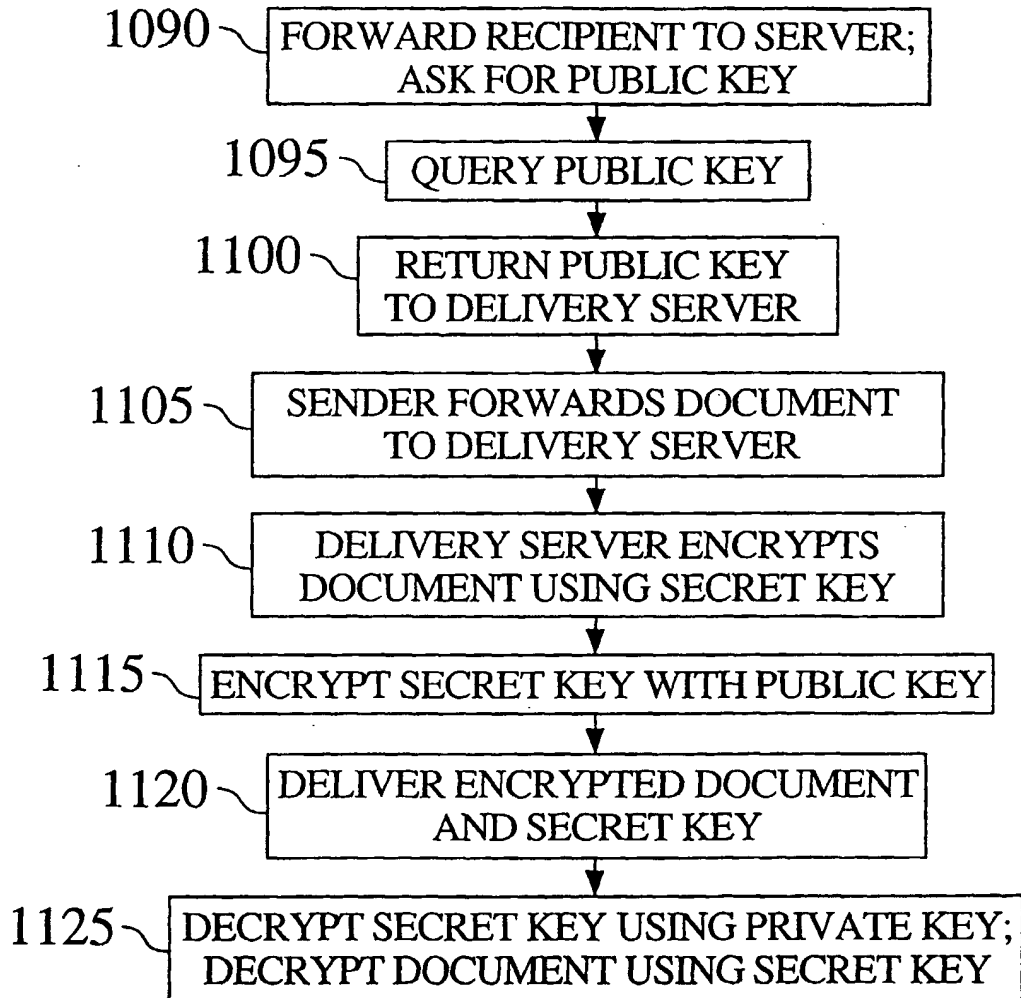 1090
FORWARD RECIPIENT TO SERVER;
ASK FOR PUBLIC KEY
1095
QUERY PUBLIC KEY
1100
RETURN PUBLIC KEY
TO DELIVERY SERVER
1105
SENDER FORWARDS DOCUMENT
TO DELIVERY SERVER
1110
DELIVERY SERVER ENCRYPTS
DOCUMENT USING SECRET KEY
1115
ENCRYPT SECRET KEY WITH PUBLIC KEY
1120
DELIVER ENCRYPTED DOCUMENT
AND SECRET KEY
1125
DECRYPT SECRET KEY USING PRIVATE KEY;
DECRYPT DOCUMENT USING SECRET KEY